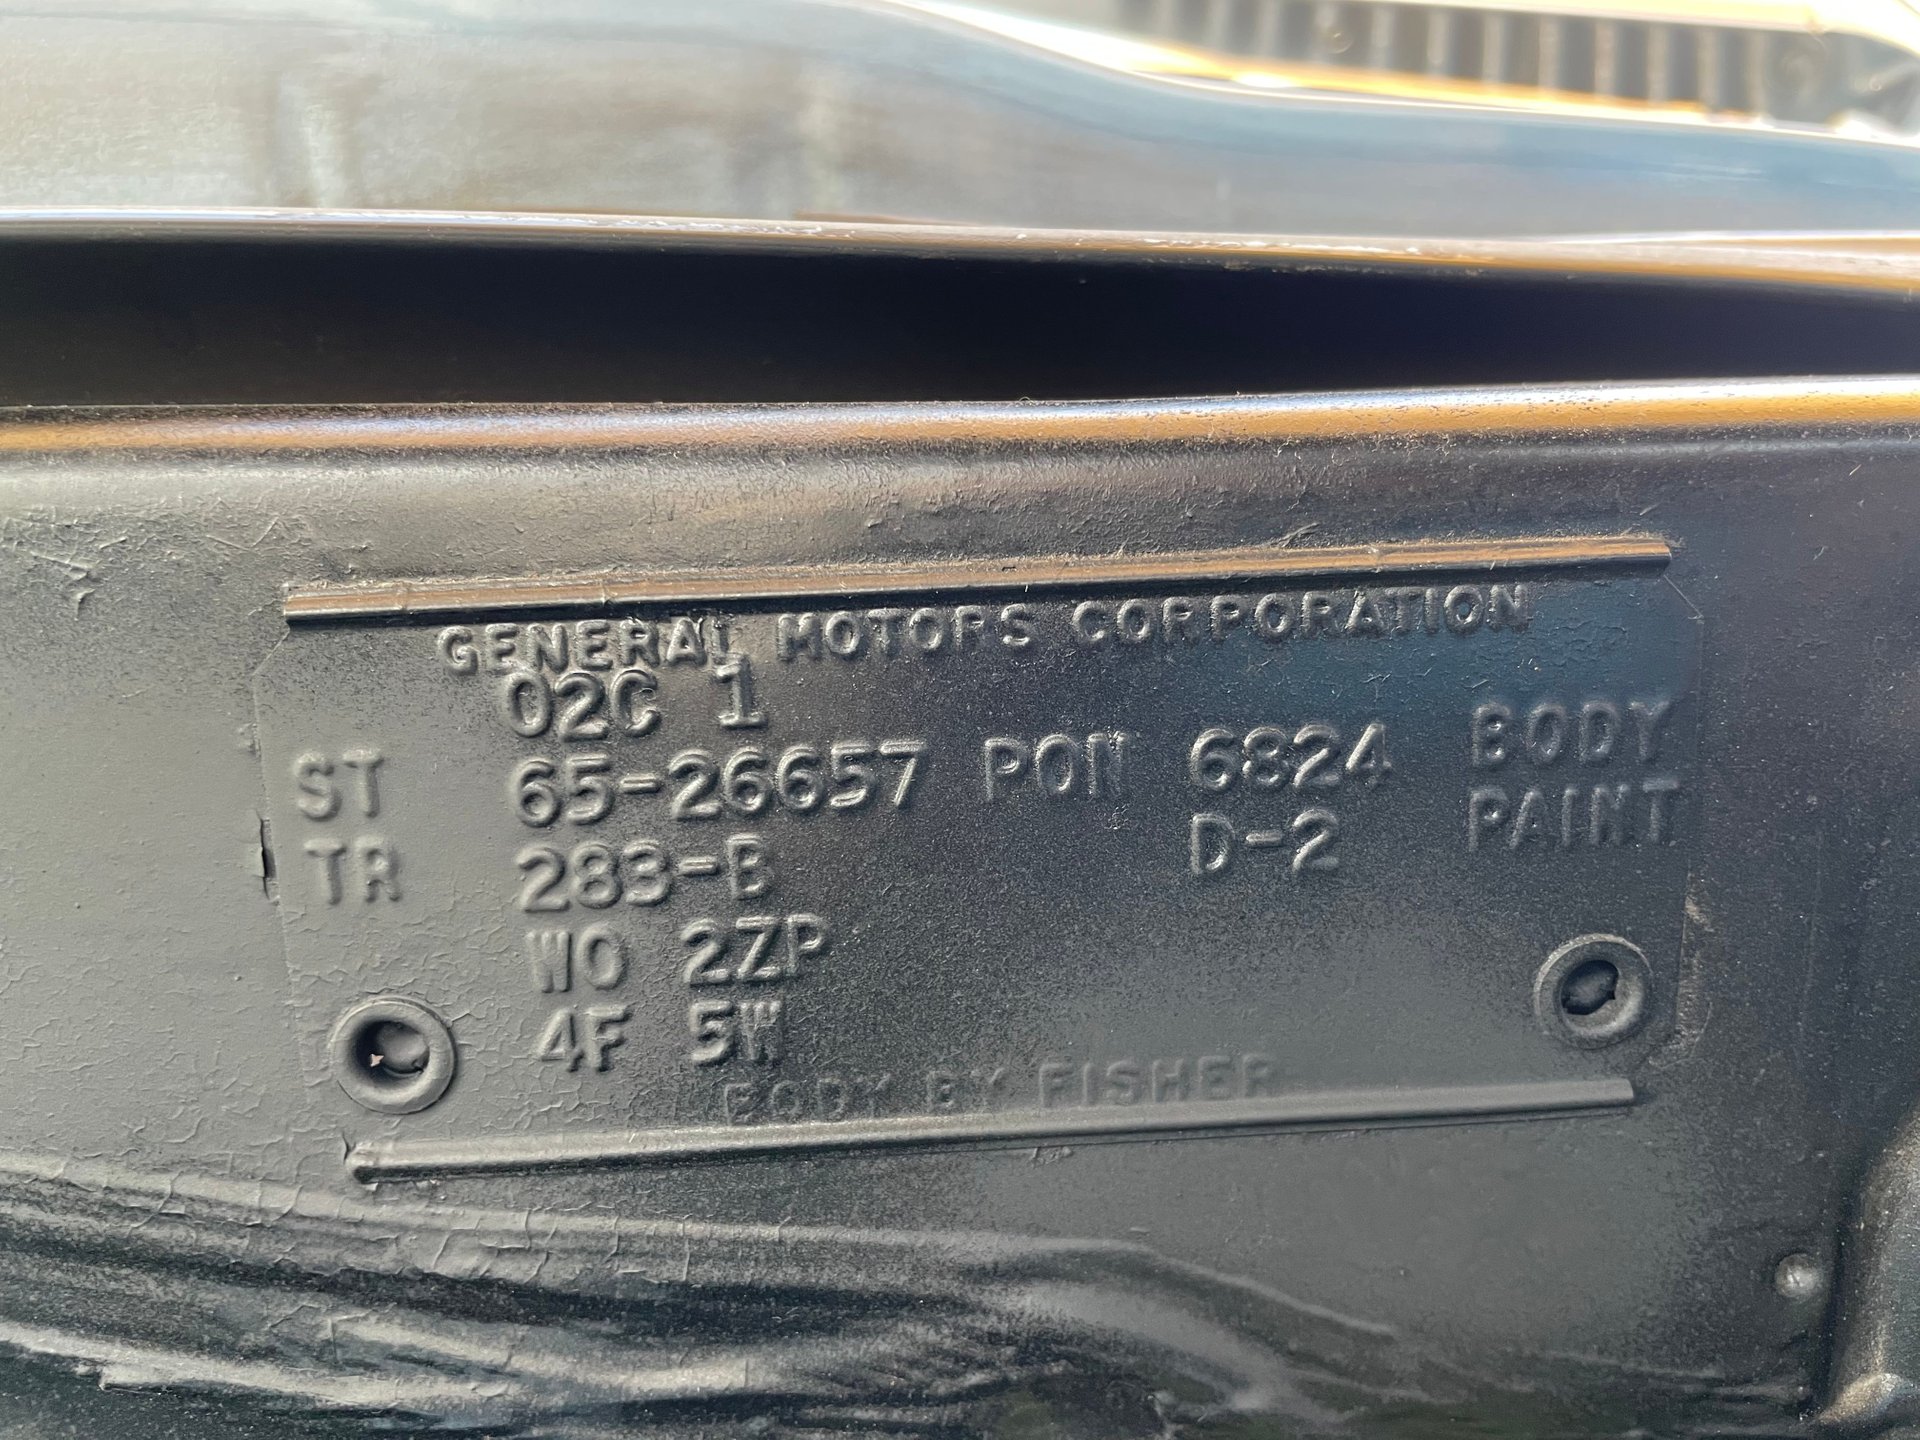 GENERAL MOTORS CORPORATION
02C 1
ST 65-26657 PON 6824 BODY
TR 283-B D-2 PAINT
WO 2ZP
4F 5W
BODY BY FISHER